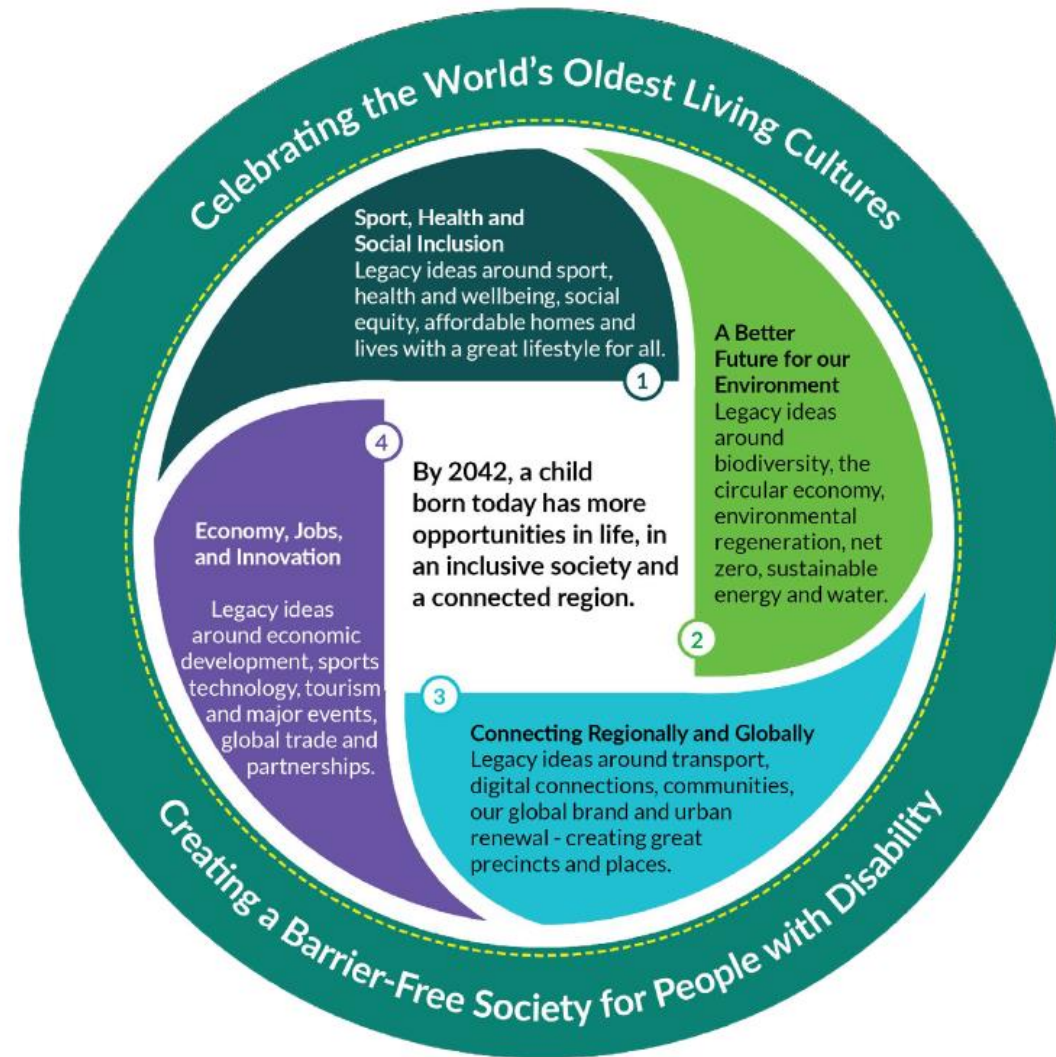 Celebrating the World's Oldest Living Cultures
Sport, Health and
Social Inclusion
Legacy ideas around sport,
health and wellbeing, social
equity, affordable homes and
lives with a great lifestyle for all.
1
A Better
Future for our
Environment
Legacy ideas
around
biodiversity, the
circular economy,
environmental
regeneration, net
zero, sustainable
energy and water.
2
3
Connecting Regionally and Globally
Legacy ideas around transport,
digital connections, communities,
our global brand and urban
renewal - creating great
precincts and places.
4
Economy, Jobs,
and Innovation
Legacy ideas
around economic
development, sports
technology, tourism
and major events,
global trade and
partnerships.
By 2042, a child
born today has more
opportunities in life, in
an inclusive society and
a connected region.
Creating a Barrier-Free Society for People with Disability